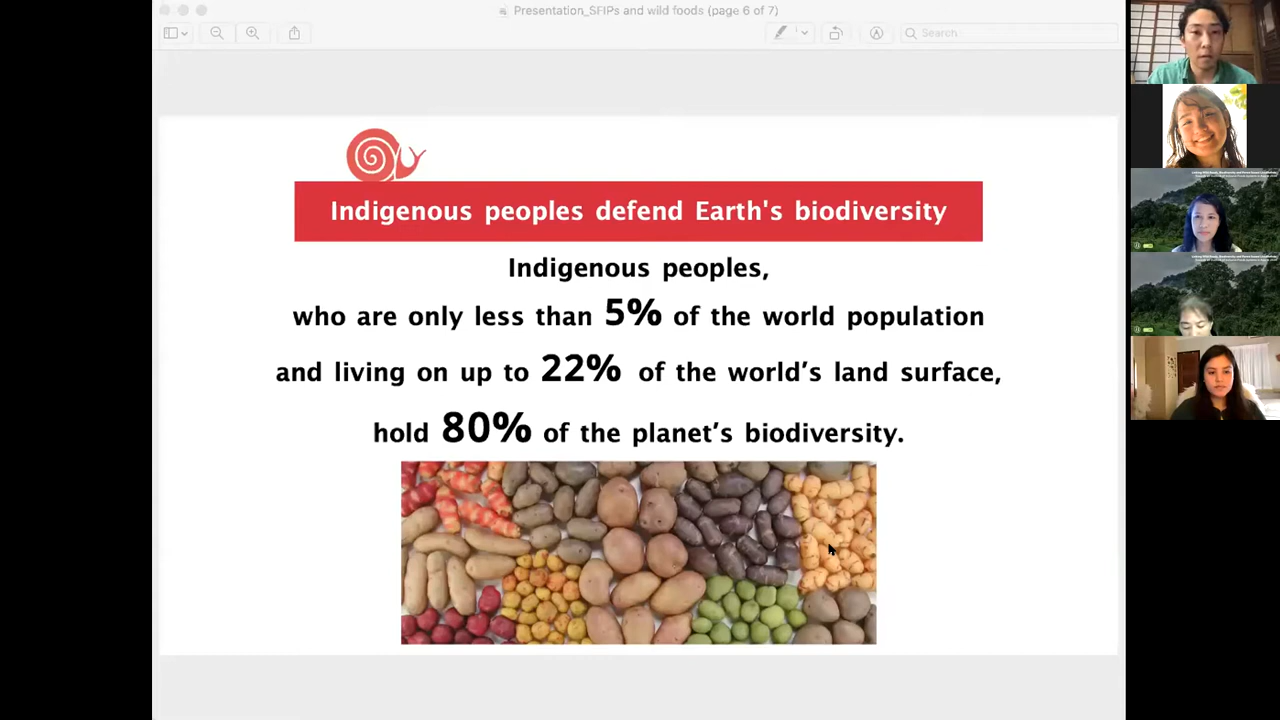 Presentation_SFIPs and wild foods (page 6 of 7)
Search
Indigenous peoples defend Earth's biodiversity
Indigenous peoples,
who are only less than 5% of the world population
and living on up to 22% of the world’s land surface,
hold 80% of the planet’s biodiversity.